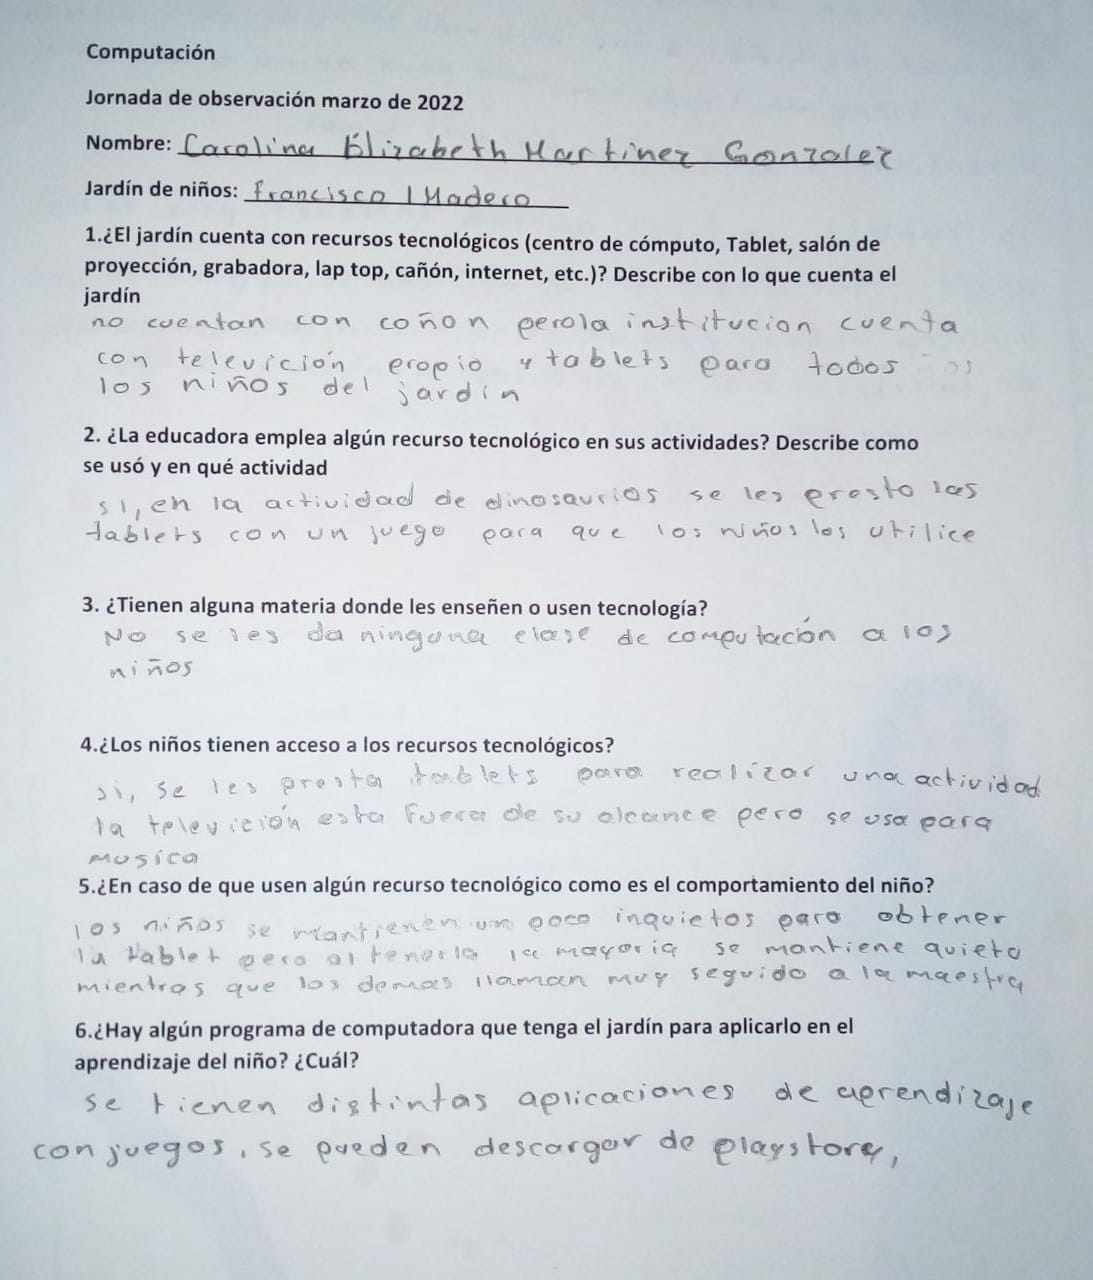 Computación
Jornada de observación marzo de 2022
Nombre: Carolina Elizabeth Martinez Gonzalez
Jardín de niños: Francisco I Madero
1.¿El jardín cuenta con recursos tecnológicos (centro de cómputo, Tablet, salón de
proyección, grabadora, lap top, cañón, internet, etc.)? Describe con lo que cuenta el
jardín
no cuentan con coñon perola institucion cuenta
con televición propio y tablets para todos
los niños del jardin
2. ¿La educadora emplea algún recurso tecnológico en sus actividades? Describe como
se usó y en qué actividad
si, en la actividad de dinosaurios se les presto las
tablets con un juego para que los niños los utilice
3. ¿Tienen alguna materia donde les enseñen o usen tecnología?
No se les da ninguna clase de computación a los
niños
4.¿Los niños tienen acceso a los recursos tecnológicos?
si, se les presta tablets para realizar una actividad
la televición esta fuera de su alcance pero se usa para
musica
5.¿En caso de que usen algún recurso tecnológico como es el comportamiento del niño?
los niños se mantienen un poco inquietos para obtener
la tablet pero al tenerla la mayoria se mantiene quieto
mientras que los demas llaman muy seguido a la maestra
6.¿Hay algún programa de computadora que tenga el jardín para aplicarlo en el
aprendizaje del niño? ¿Cuál?
se tienen distintas aplicaciones de aprendizaje
con juegos, se pueden descargar de playstore,